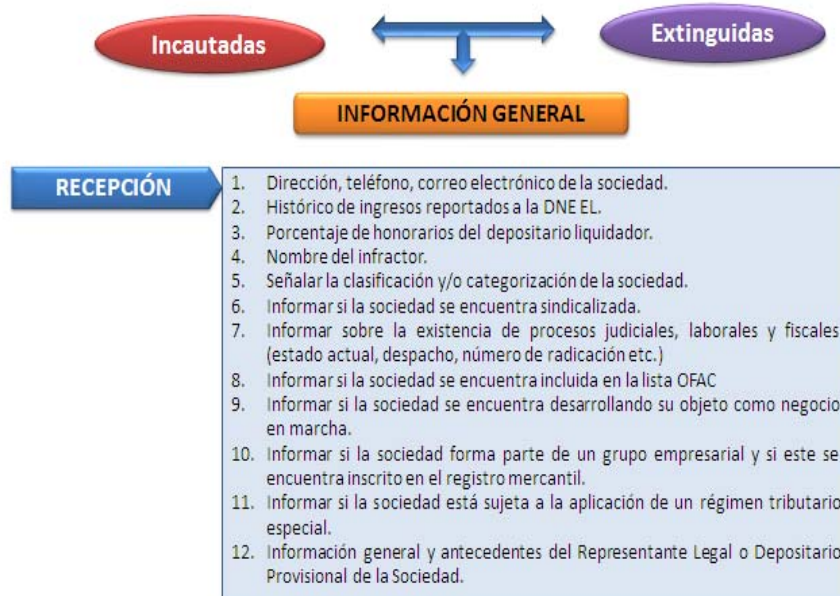 Incautadas
Extinguidas
INFORMACIÓN GENERAL
RECEPCIÓN
1. Dirección, teléfono, correo electrónico de la sociedad.
2. Histórico de ingresos reportados a la DNE EL.
3. Porcentaje de honorarios del depositario liquidador.
4. Nombre del infractor.
5. Señalar la clasificación y/o categorización de la sociedad.
6. Informar si la sociedad se encuentra sindicalizada.
7. Informar sobre la existencia de procesos judiciales, laborales y fiscales
(estado actual, despacho, número de radicación etc.)
8. Informar si la sociedad se encuentra incluida en la lista OFAC
9. Informar si la sociedad se encuentra desarrollando su objeto como negocio
en marcha.
10. Informar si la sociedad forma parte de un grupo empresarial y si este se
encuentra inscrito en el registro mercantil.
11. Informar si la sociedad está sujeta a la aplicación de un régimen tributario
especial.
12. Información general y antecedentes del Representante Legal o Depositario
Provisional de la Sociedad.